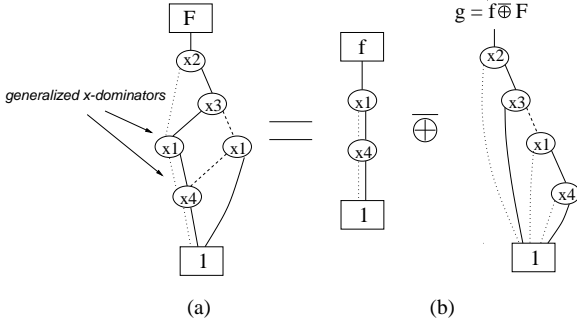 F
x2
generalized x-dominators
x3
x1
x1
x4
1
(a)
f
x1
x4
1
⊕̅
g = f ⊕̅ F
x2
x3
x1
x4
1
(b)